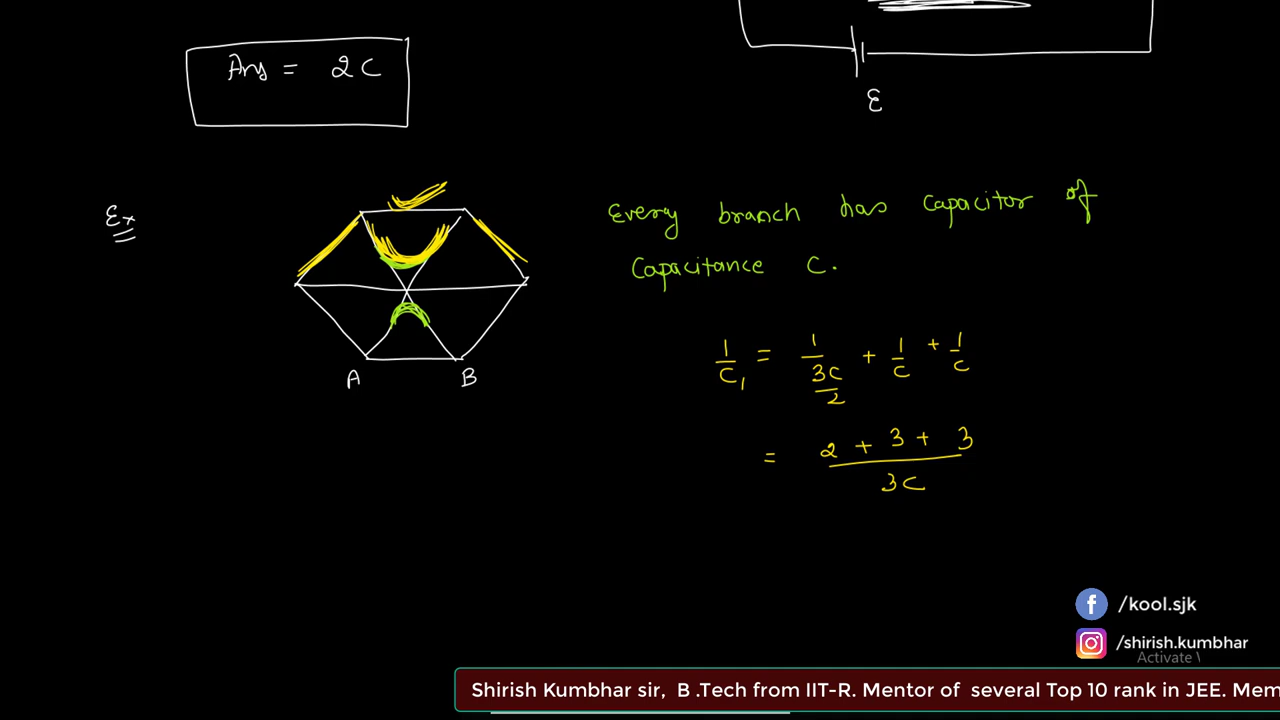 Ans = 2C
ε
Ex
Every branch has capacitor of
Capacitance C.
A B
1/C₁ = 1/(3C/2) + 1/C + 1/C
= (2 + 3 + 3)/3C
/kool.sjk
/shirish.kumbhar
Activate \
Shirish Kumbhar sir, B .Tech from IIT-R. Mentor of several Top 10 rank in JEE. Mem